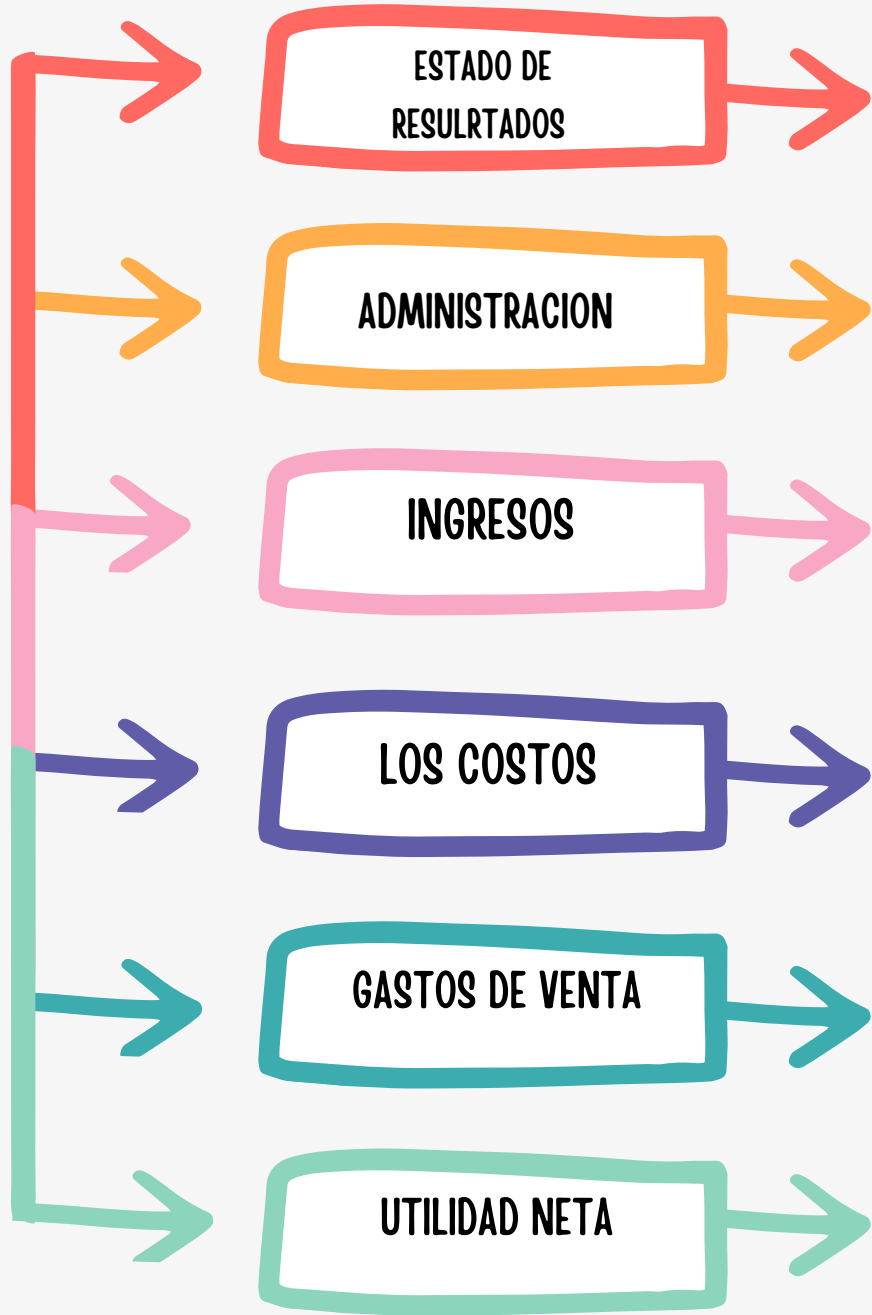 ESTADO DE
RESULRTADOS
ADMINISTRACION
INGRESOS
LOS COSTOS
GASTOS DE VENTA
UTILIDAD NETA